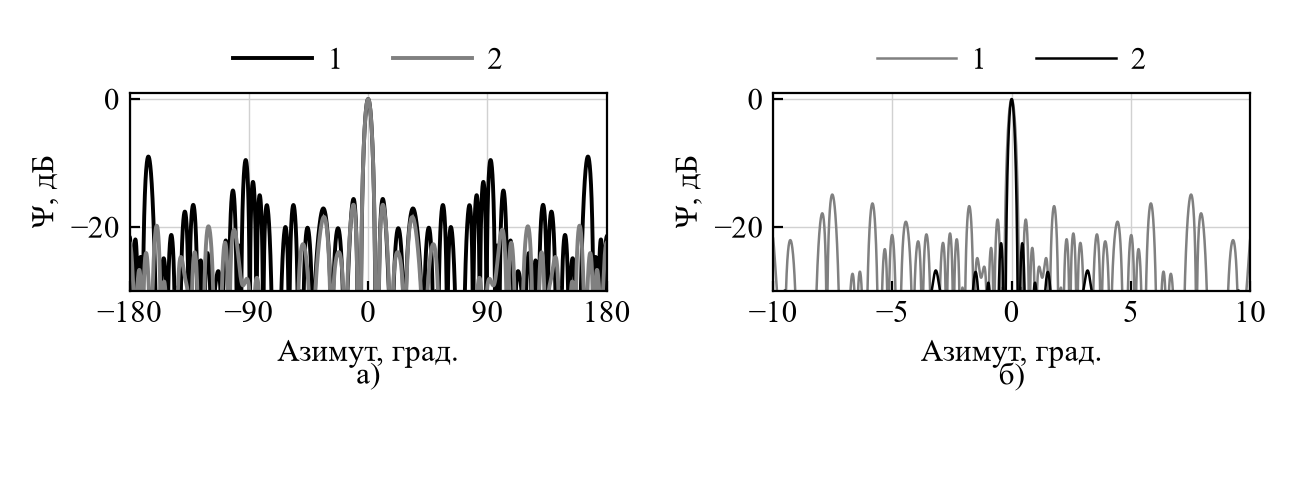 1 2
Ψ, дБ
0
−20
−180 −90 0 90 180
Азимут, град.
а)
1 2
Ψ, дБ
0
−20
−10 −5 0 5 10
Азимут, град.
б)